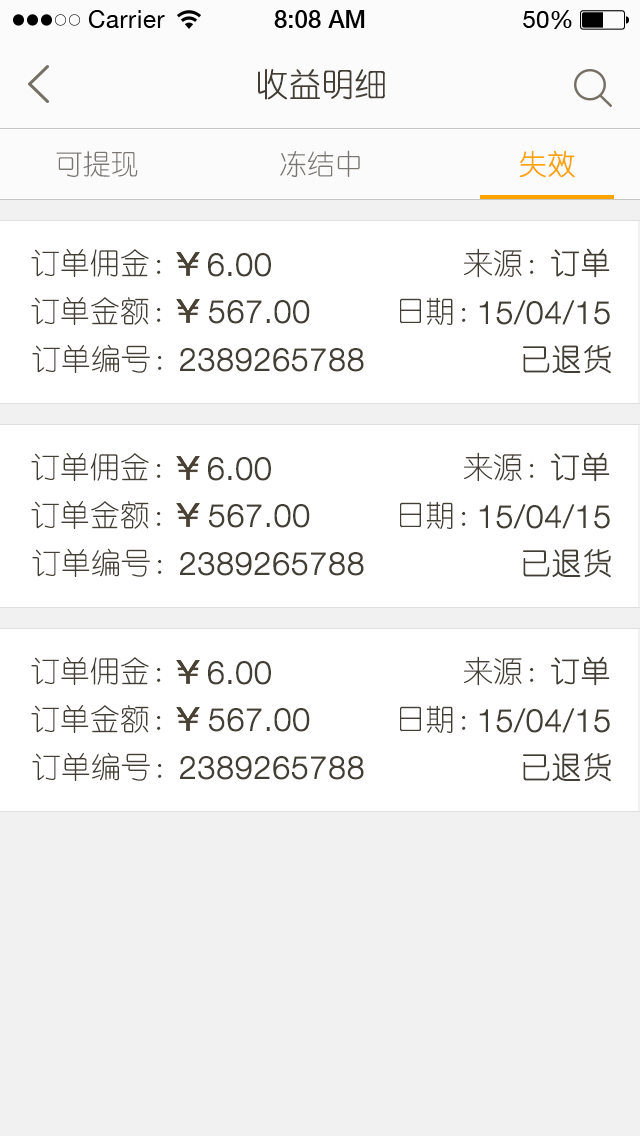 Carrier 8:08 AM 50%
收益明细
可提现 冻结中 失效
订单佣金：¥ 6.00 来源：订单
订单金额：¥ 567.00 日期：15/04/15
订单编号：2389265788 已退货
订单佣金：¥ 6.00 来源：订单
订单金额：¥ 567.00 日期：15/04/15
订单编号：2389265788 已退货
订单佣金：¥ 6.00 来源：订单
订单金额：¥ 567.00 日期：15/04/15
订单编号：2389265788 已退货